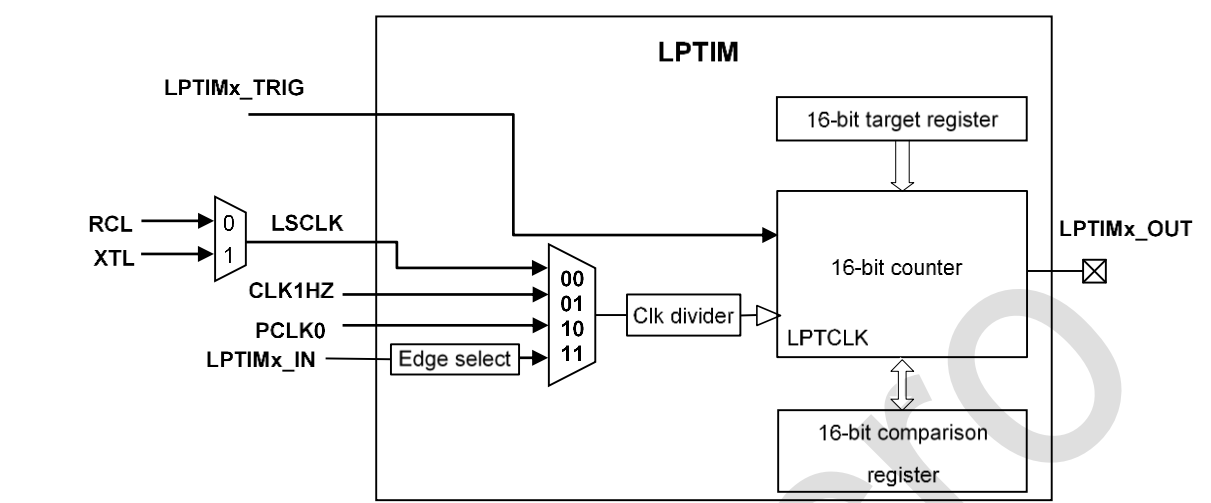 LPTIM
LPTIMx_TRIG
16-bit target register
RCL
0
LSCLK
XTL
1
LPTIMx_OUT
16-bit counter
00
CLK1HZ
01
Clk divider
PCLK0
10
LPTCLK
LPTIMx_IN
Edge select
11
16-bit comparison
register
ro